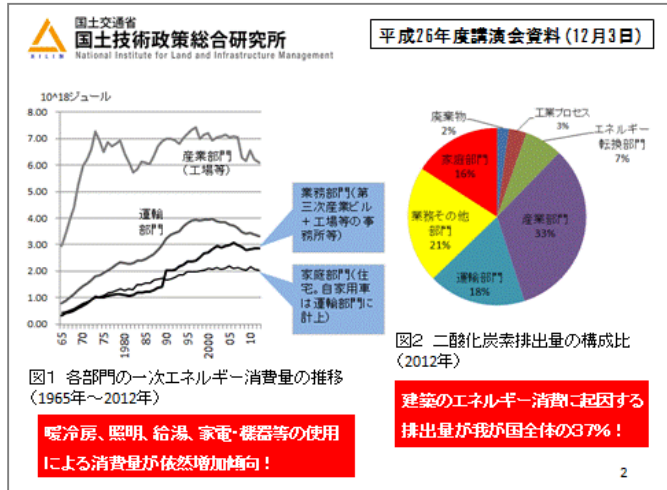 国土交通省
国土技術政策総合研究所
National Institute for Land and Infrastructure Management
NILIM
平成26年度講演会資料(12月3日)
10^18ジュール
8.00
7.00
6.00
5.00
4.00
3.00
2.00
1.00
0.00
65
70
75
1980
85
90
95
2000
05
10
産業部門
(工場等)
運輸
部門
業務部門(第
三次産業ビル
+工場等の事
務所等)
家庭部門(住
宅。自家用車
は運輸部門に
計上)
図1 各部門の一次エネルギー消費量の推移
(1965年~2012年)
暖冷房、照明、給湯、家電・機器等の使用
による消費量が依然増加傾向!
廃棄物
2%
工業プロセス
3%
エネルギー
転換部門
7%
産業部門
33%
運輸部門
18%
業務その他
部門
21%
家庭部門
16%
図2 二酸化炭素排出量の構成比
(2012年)
建築のエネルギー消費に起因する
排出量が我が国全体の37%!
2